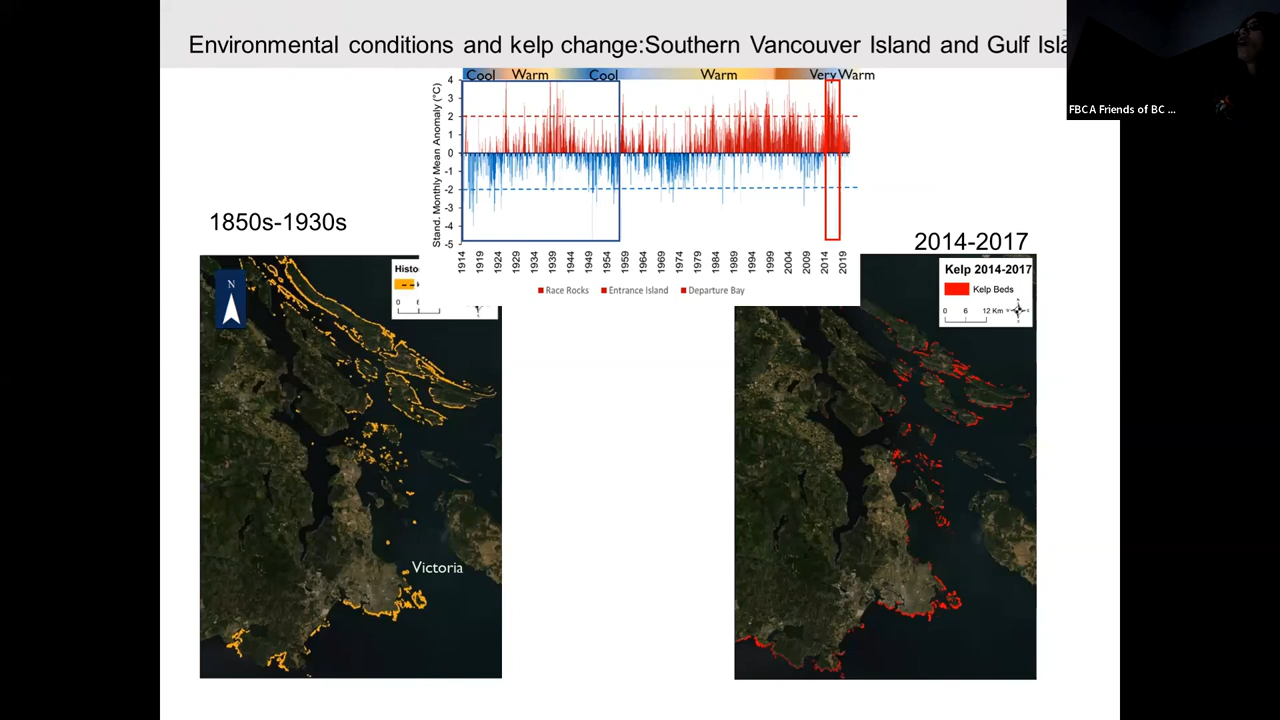 Environmental conditions and kelp change:Southern Vancouver Island and Gulf Isla
FBCA Friends of BC ...
Cool Warm Cool Warm Very Warm
Stand. Monthly Mean Anomaly (°C)
4
3
2
1
0
-1
-2
-3
-4
-5
1914 1919 1924 1929 1934 1939 1944 1949 1954 1959 1964 1969 1974 1979 1984 1989 1994 1999 2004 2009 2014 2019
Race Rocks Entrance Island Departure Bay
1850s-1930s
N
Histo
0 6
Victoria
2014-2017
Kelp 2014-2017
Kelp Beds
0 6 12 Km